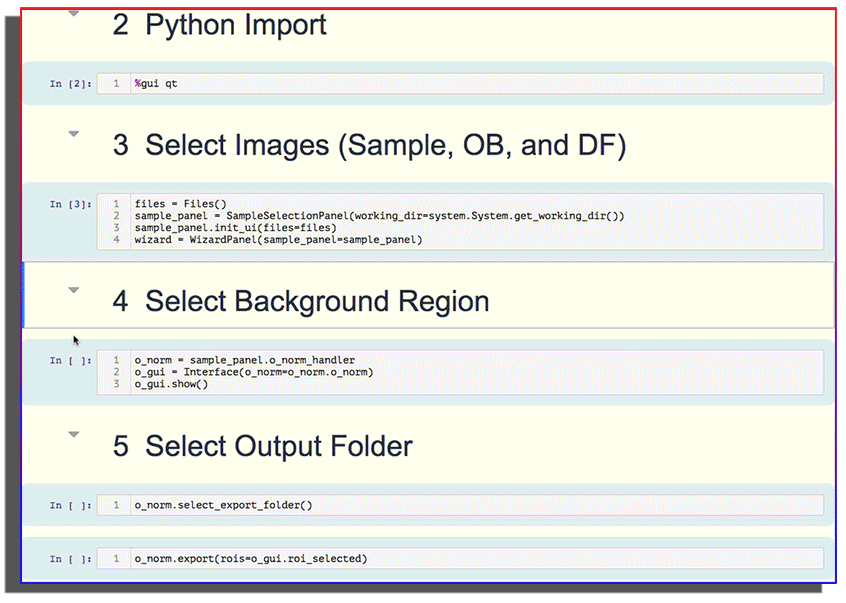 2 Python Import
In [2]: 1 %gui qt
3 Select Images (Sample, OB, and DF)
In [3]: 1 files = Files()
2 sample_panel = SampleSelectionPanel(working_dir=system.System.get_working_dir())
3 sample_panel.init_ui(files=files)
4 wizard = WizardPanel(sample_panel=sample_panel)
4 Select Background Region
In [ ]: 1 o_norm = sample_panel.o_norm_handler
2 o_gui = Interface(o_norm=o_norm.o_norm)
3 o_gui.show()
5 Select Output Folder
In [ ]: 1 o_norm.select_export_folder()
In [ ]: 1 o_norm.export(rois=o_gui.roi_selected)